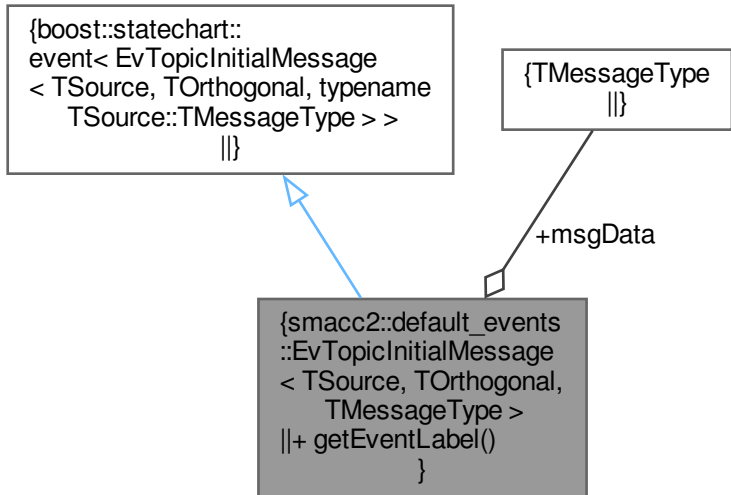 {boost::statechart::
event< EvTopicInitialMessage
< TSource, TOrthogonal, typename
TSource::TMessageType > >
||}
{TMessageType
||}
+msgData
{smacc2::default_events
::EvTopicInitialMessage
< TSource, TOrthogonal,
TMessageType >
||+ getEventLabel()
}